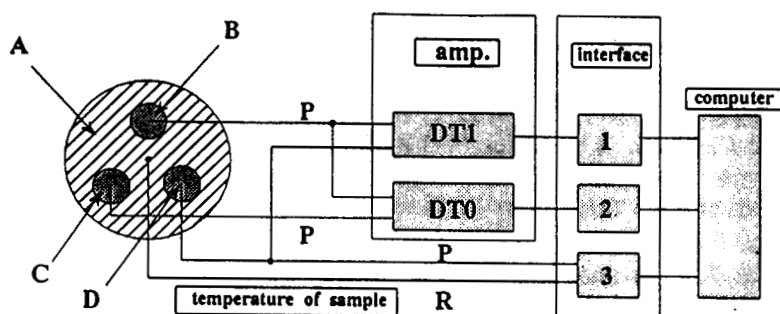 A
B
amp.
interface
computer
P
DT1
1
DT0
2
P
P
3
C
D
temperature of sample
R